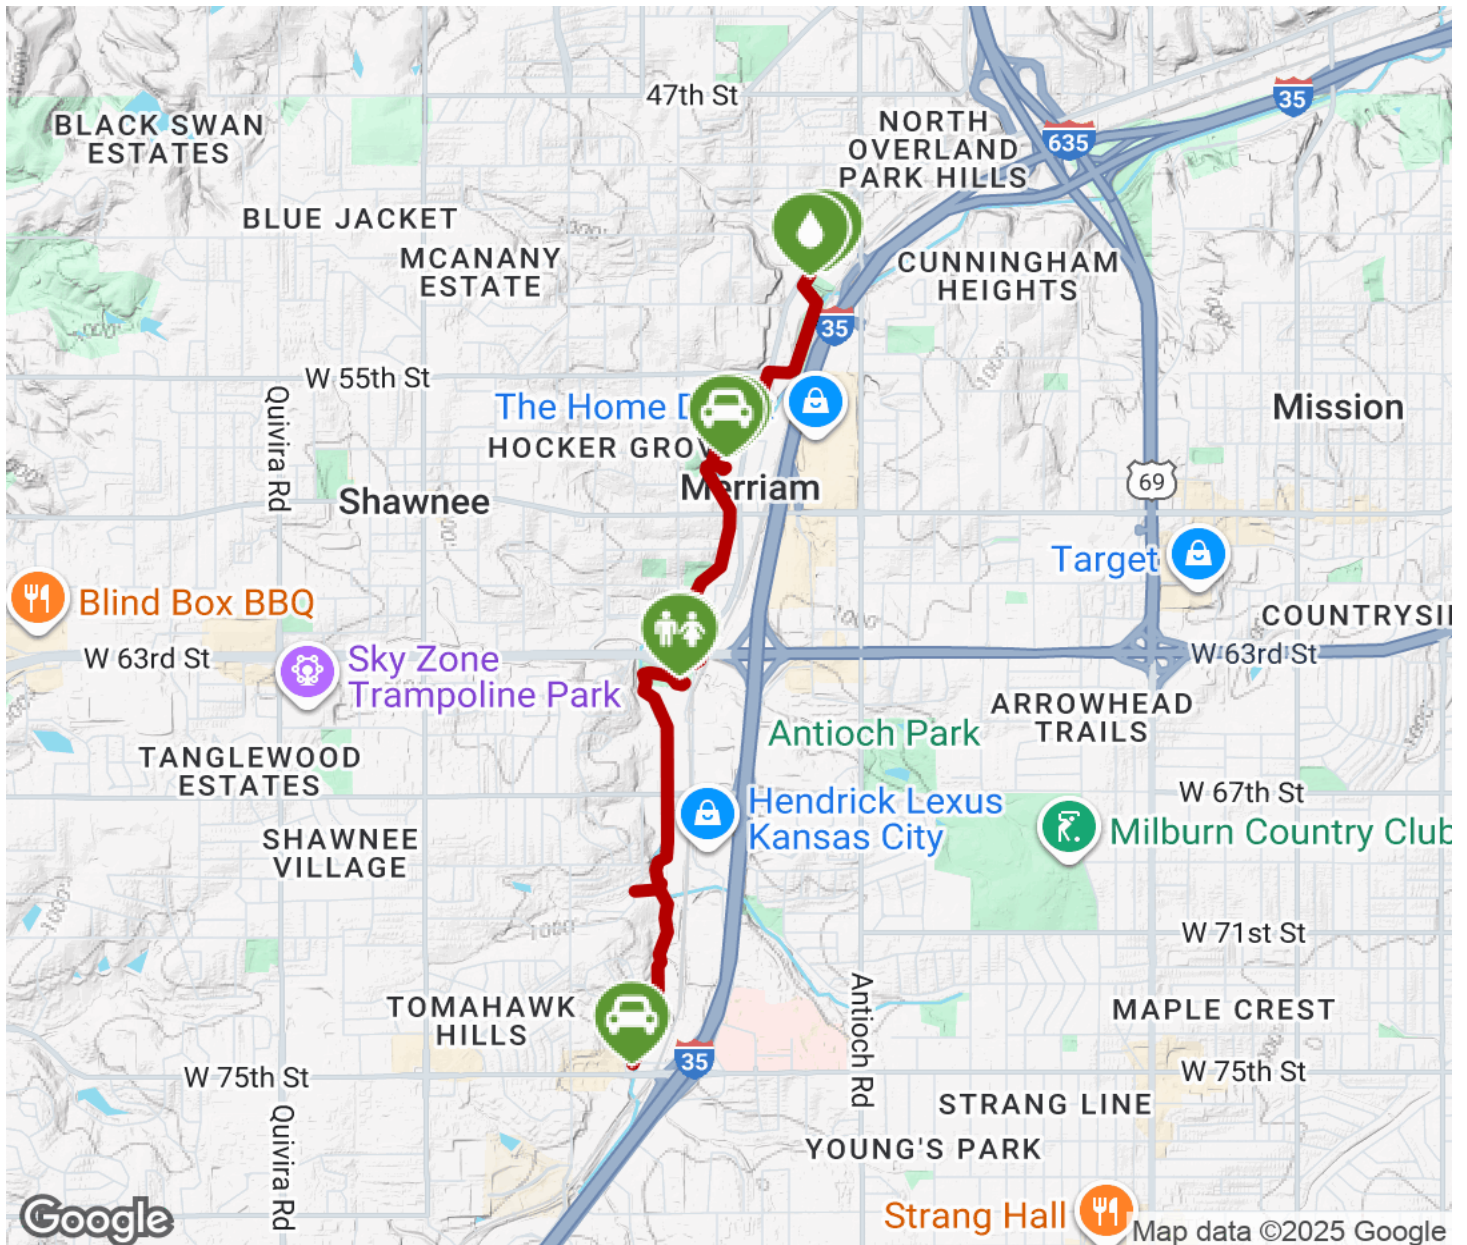 47th St
35
NORTH
OVERLAND
PARK HILLS
635
BLACK SWAN
ESTATES
BLUE JACKET
MCANANY
ESTATE
CUNNINGHAM
HEIGHTS
1000'
35
W 55th St
The Home D
HOCKER GROV
Merriam
Mission
Quivira Rd
Shawnee
69
Target
Blind Box BBQ
COUNTRYSI
W 63rd St
W 63rd St
Sky Zone
Trampoline Park
ARROWHEAD
TRAILS
Antioch Park
TANGLEWOOD
ESTATES
W 67th St
Hendrick Lexus
Kansas City
Milburn Country Club
SHAWNEE
VILLAGE
1000'
1000'
W 71st St
Antioch Rd
TOMAHAWK
HILLS
MAPLE CREST
35
W 75th St
W 75th St
STRANG LINE
Quivira Rd
YOUNG'S PARK
Strang Hall
Google
Map data ©2025 Google